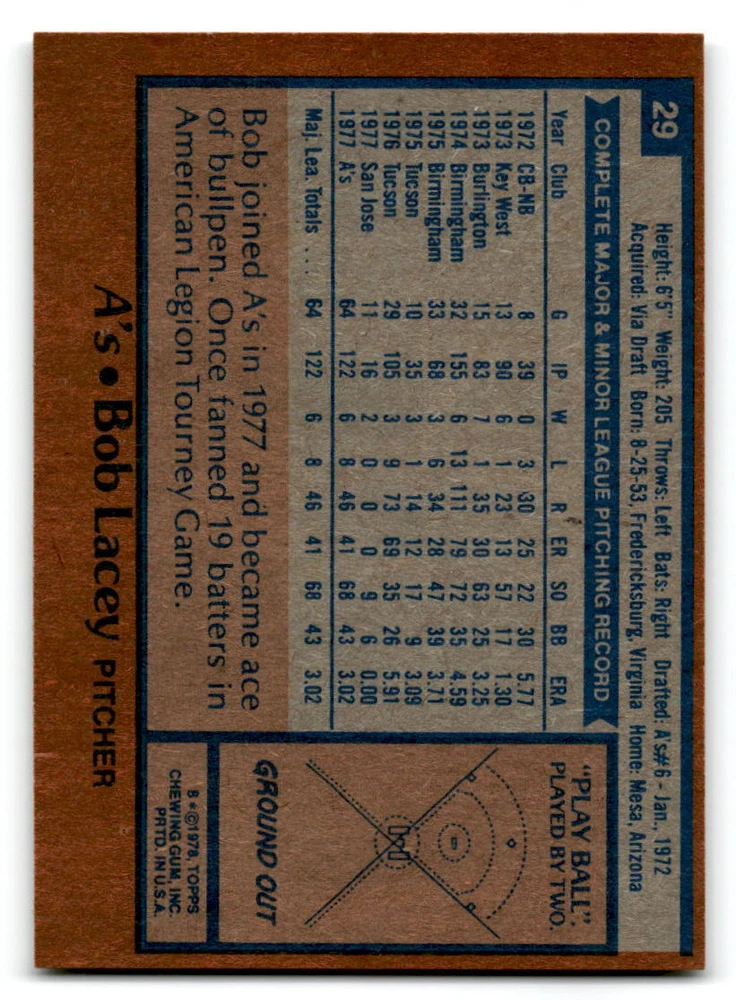 29
Height: 6'5" Weight: 205 Throws: Left Bats: Right Drafted: A's#6 - Jan., 1972
Acquired: Via Draft Born: 8-25-53, Fredericksburg, Virginia Home: Mesa, Arizona
COMPLETE MAJOR & MINOR LEAGUE PITCHING RECORD
Year Club G IP W L R ER SO BB ERA
1972 CB-NB 8 39 0 3 30 25 22 30 5.77
1973 Key West 13 90 6 1 23 13 57 17 1.30
1973 Burlington 15 83 7 1 35 30 63 25 3.25
1974 Birmingham 32 155 6 13 111 79 72 35 4.59
1975 Birmingham 33 68 3 6 34 28 47 39 3.71
1975 Tucson 10 35 3 1 14 12 17 9 3.09
1976 Tucson 29 105 3 9 73 69 35 26 5.91
1977 San Jose 11 16 2 0 0 0 9 6 0.00
1977 A's 64 122 6 8 46 41 68 43 3.02
Maj. Lea. Totals .... 64 122 6 8 46 41 68 43 3.02
Bob joined A's in 1977 and became ace
of bullpen. Once fanned 19 batters in
American Legion Tourney Game.
"PLAY BALL".
PLAYED BY TWO.
GROUND OUT
B*©1978, TOPPS
CHEWING GUM, INC.
PRTD. IN U.S.A.
A's • Bob Lacey PITCHER